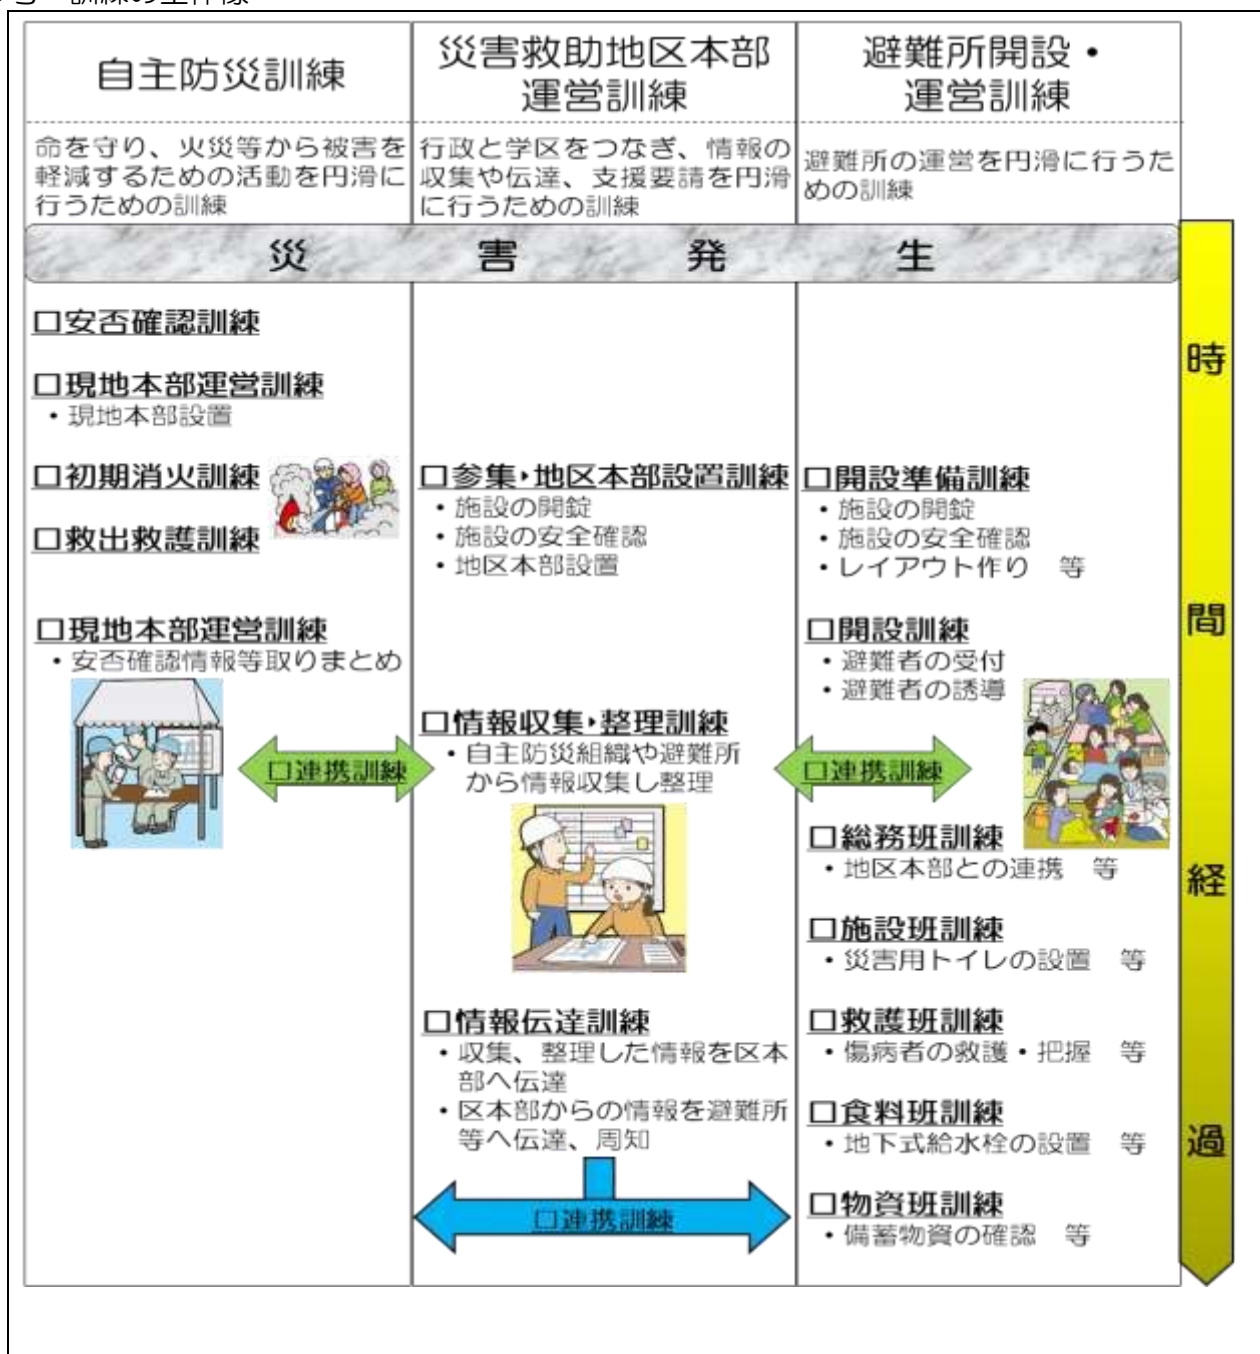 訓練の全体像
自主防災訓練
命を守り、火災等から被害を
軽減するための活動を円滑に
行うための訓練
災害救助地区本部
運営訓練
行政と学区をつなぎ、情報の
収集や伝達、支援要請を円滑
に行うための訓練
避難所開設・
運営訓練
避難所の運営を円滑に行うた
めの訓練
災 害 発 生
□安否確認訓練
□現地本部運営訓練
・現地本部設置
□初期消火訓練
□救出救護訓練
□現地本部運営訓練
・安否確認情報等取りまとめ
□連携訓練
□参集・地区本部設置訓練
・施設の開錠
・施設の安全確認
・地区本部設置
□情報収集・整理訓練
・自主防災組織や避難所
から情報収集し整理
□情報伝達訓練
・収集、整理した情報を区本
部へ伝達
・区本部からの情報を避難所
等へ伝達、周知
□連携訓練
□開設準備訓練
・施設の開錠
・施設の安全確認
・レイアウト作り 等
□開設訓練
・避難者の受付
・避難者の誘導
□連携訓練
□総務班訓練
・地区本部との連携 等
□施設班訓練
・災害用トイレの設置 等
□救護班訓練
・傷病者の救護・把握 等
□食料班訓練
・地下式給水栓の設置 等
□物資班訓練
・備蓄物資の確認 等
時間経過